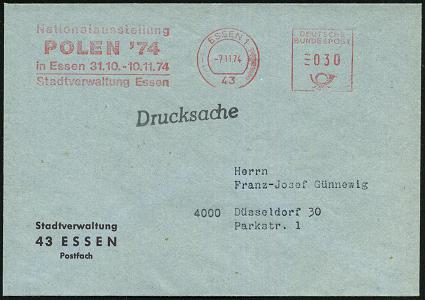 Nationalausstellung
POLEN '74
in Essen 31.10.-10.11.74
Stadtverwaltung Essen
ESSEN 1
-7.11.74
43
DEUTSCHE
BUNDESPOST
030
Drucksache
Herrn
Franz-Josef Günnewig
4000 Düsseldorf 30
Parkstr. 1
Stadtverwaltung
43 ESSEN
Postfach